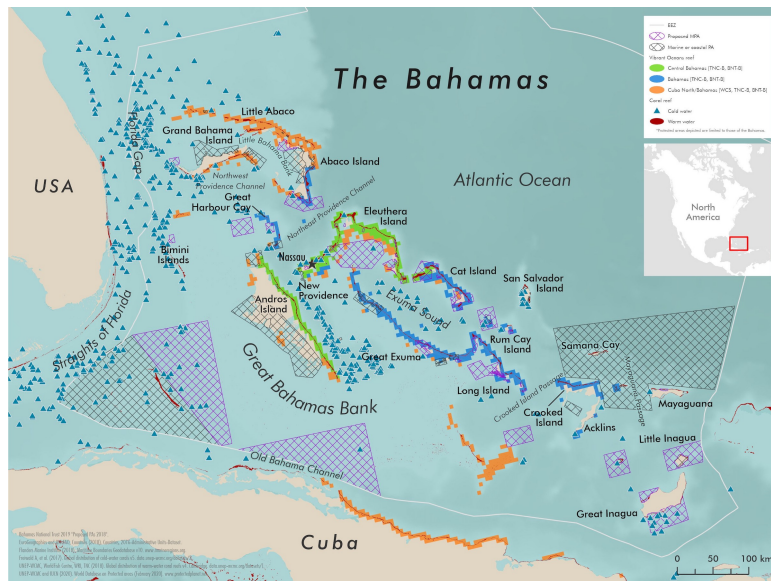 The Bahamas
USA
Florida Gap
Little Abaco
Grand Bahama
Island
Little Bahama Bank
Abaco Island
Northwest
Providence Channel
Great
Harbour Cay
Northeast Providence Channel
Atlantic Ocean
Eleuthera
Island
Bimini
Islands
Nassau
New
Providence
Cat Island
San Salvador
Island
Andros
Island
Exuma Sound
Straights of Florida
Great Bahamas Bank
Great Exuma
Rum Cay
Island
Samana Cay
Long Island
Crooked Island Passage
Mayaguana Passage
Crooked
Island
Mayaguana
Acklins
Little Inagua
Old Bahama Channel
Great Inagua
Cuba
EEZ
Proposed MPA
Marine or coastal PA
Vibrant Oceans reef
Central Bahamas (TNC-B, BNT-B)
Bahamas (TNC-B, BNT-B)
Cuba North/Bahamas (WCS, TNC-B, BNT-B)
Coral reef
Cold water
Warm water
North
America
0 50 100 km